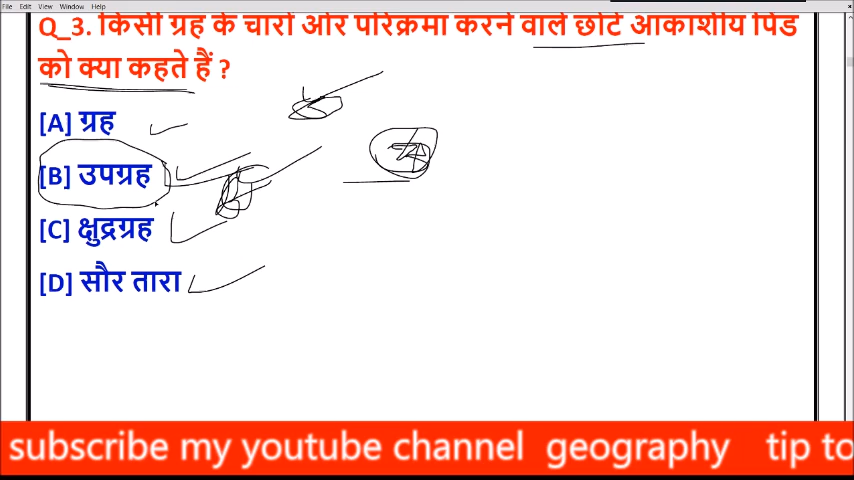 File Edit View Window Help
Q_3. किसी ग्रह के चारों ओर परिक्रमा करने वाले छोटे आकाशीय पिंड
को क्या कहते हैं ?
[A] ग्रह
[B] उपग्रह
[C] क्षुद्रग्रह
[D] सौर तारा
subscribe my youtube channel geography tip to